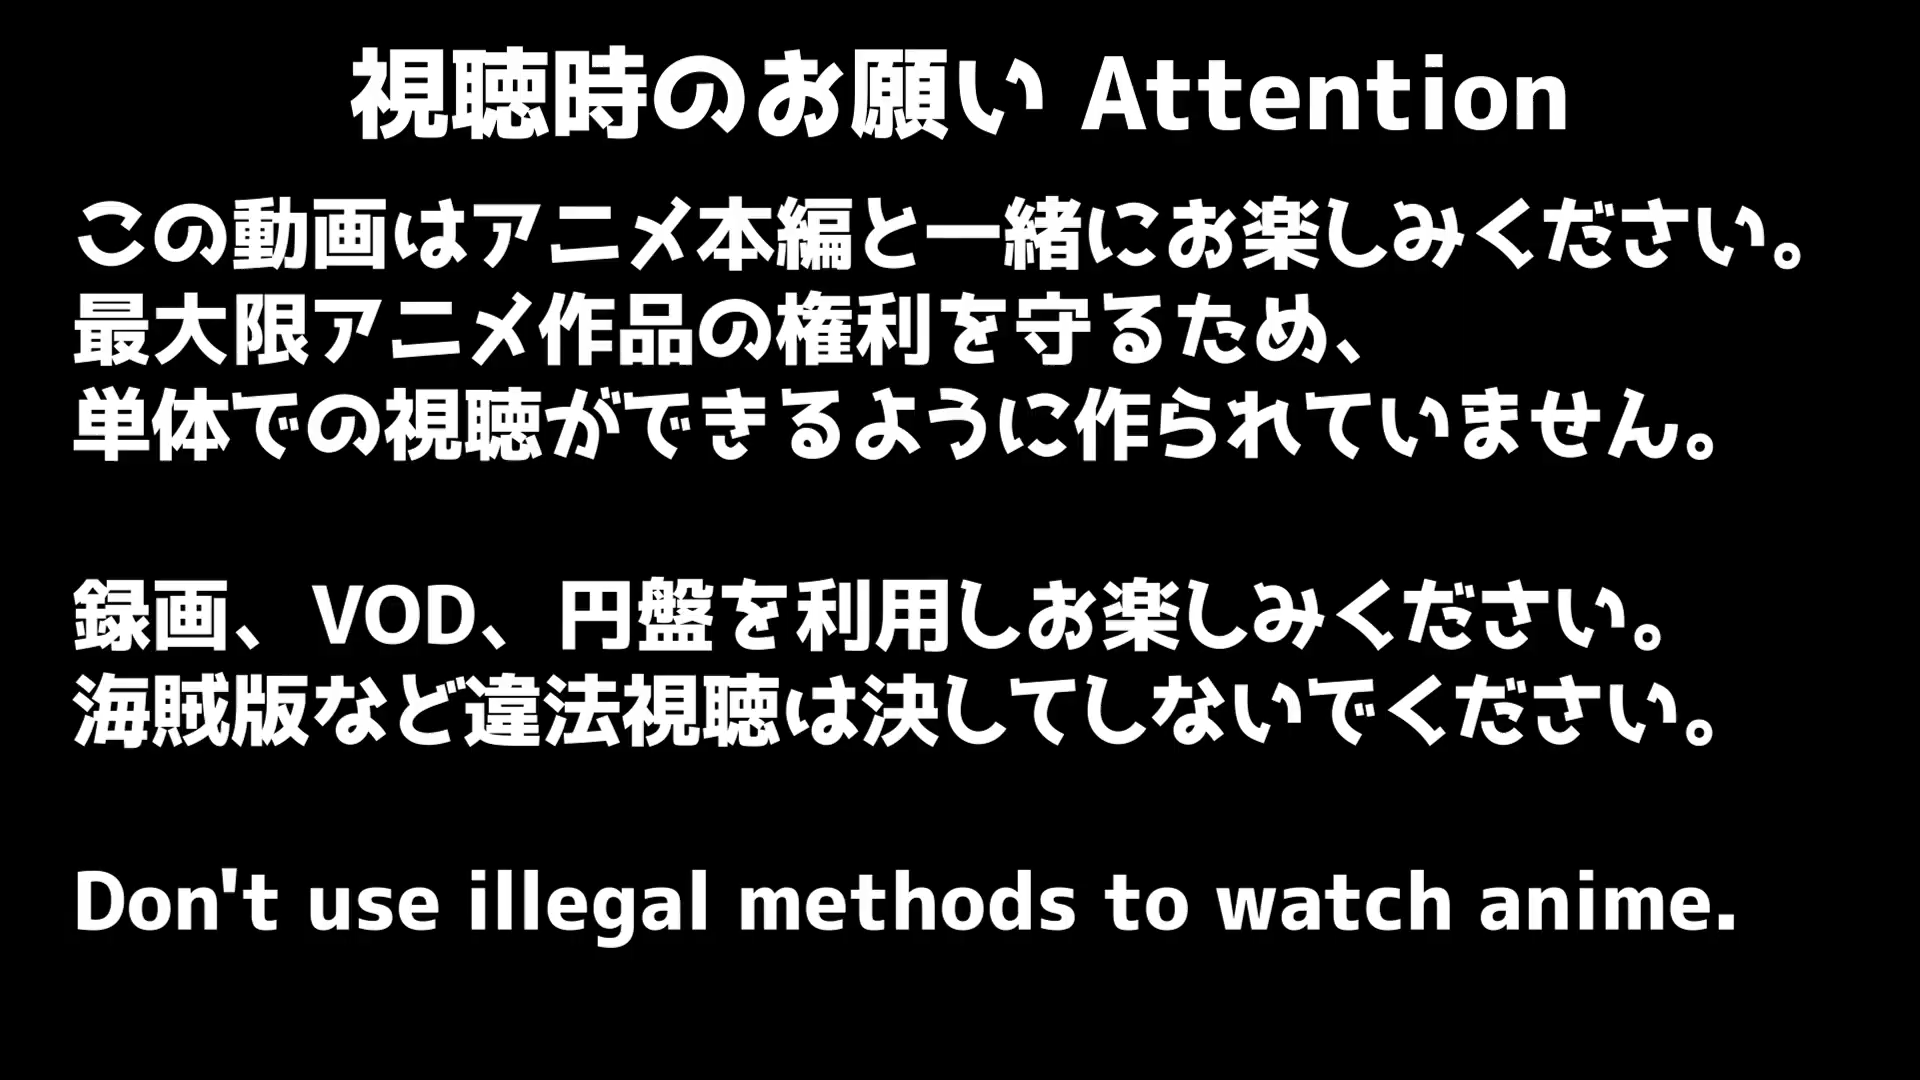 視聴時のお願い Attention
この動画はアニメ本編と一緒にお楽しみください。
最大限アニメ作品の権利を守るため、
単体での視聴ができるように作られていません。
録画、VOD、円盤を利用しお楽しみください。
海賊版など違法視聴は決してしないでください。
Don't use illegal methods to watch anime.